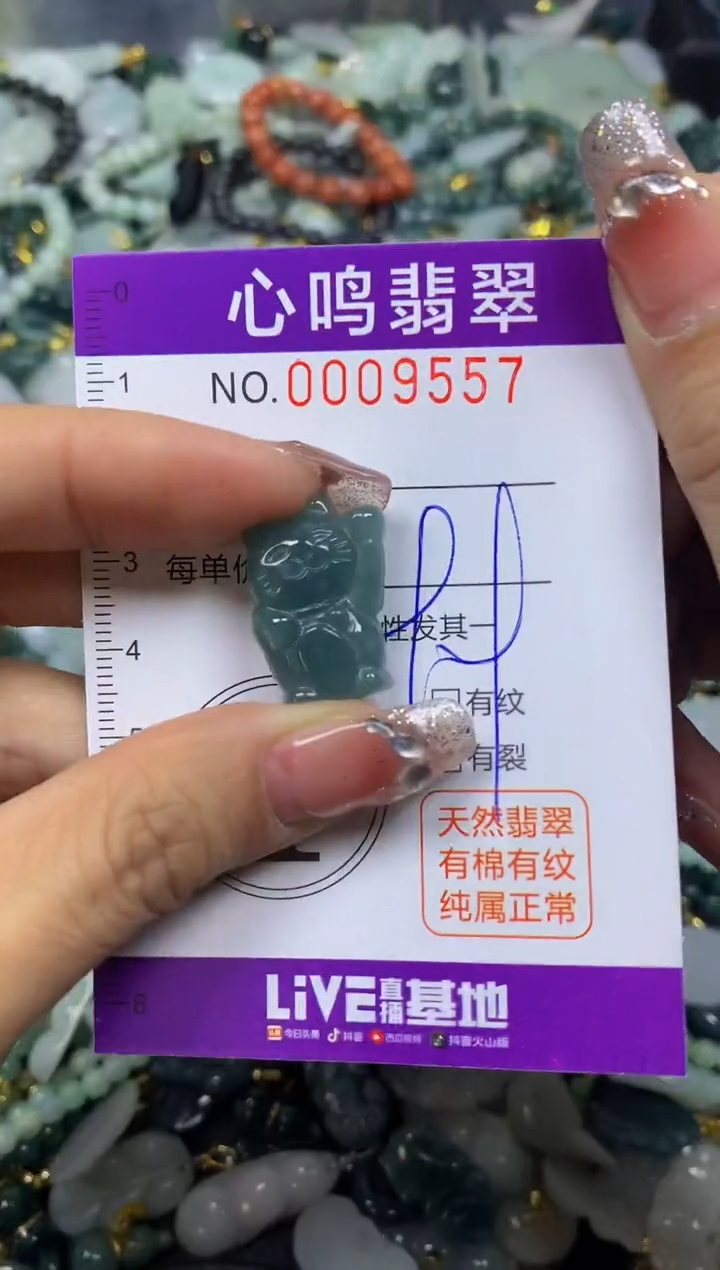 心鸣翡翠
0
1
NO.0009557
3
每单价
性发其一
4
有纹
有裂
天然翡翠
有棉有纹
纯属正常
8
LiVE直播基地
今日头条 抖音 西瓜视频 抖音火山版